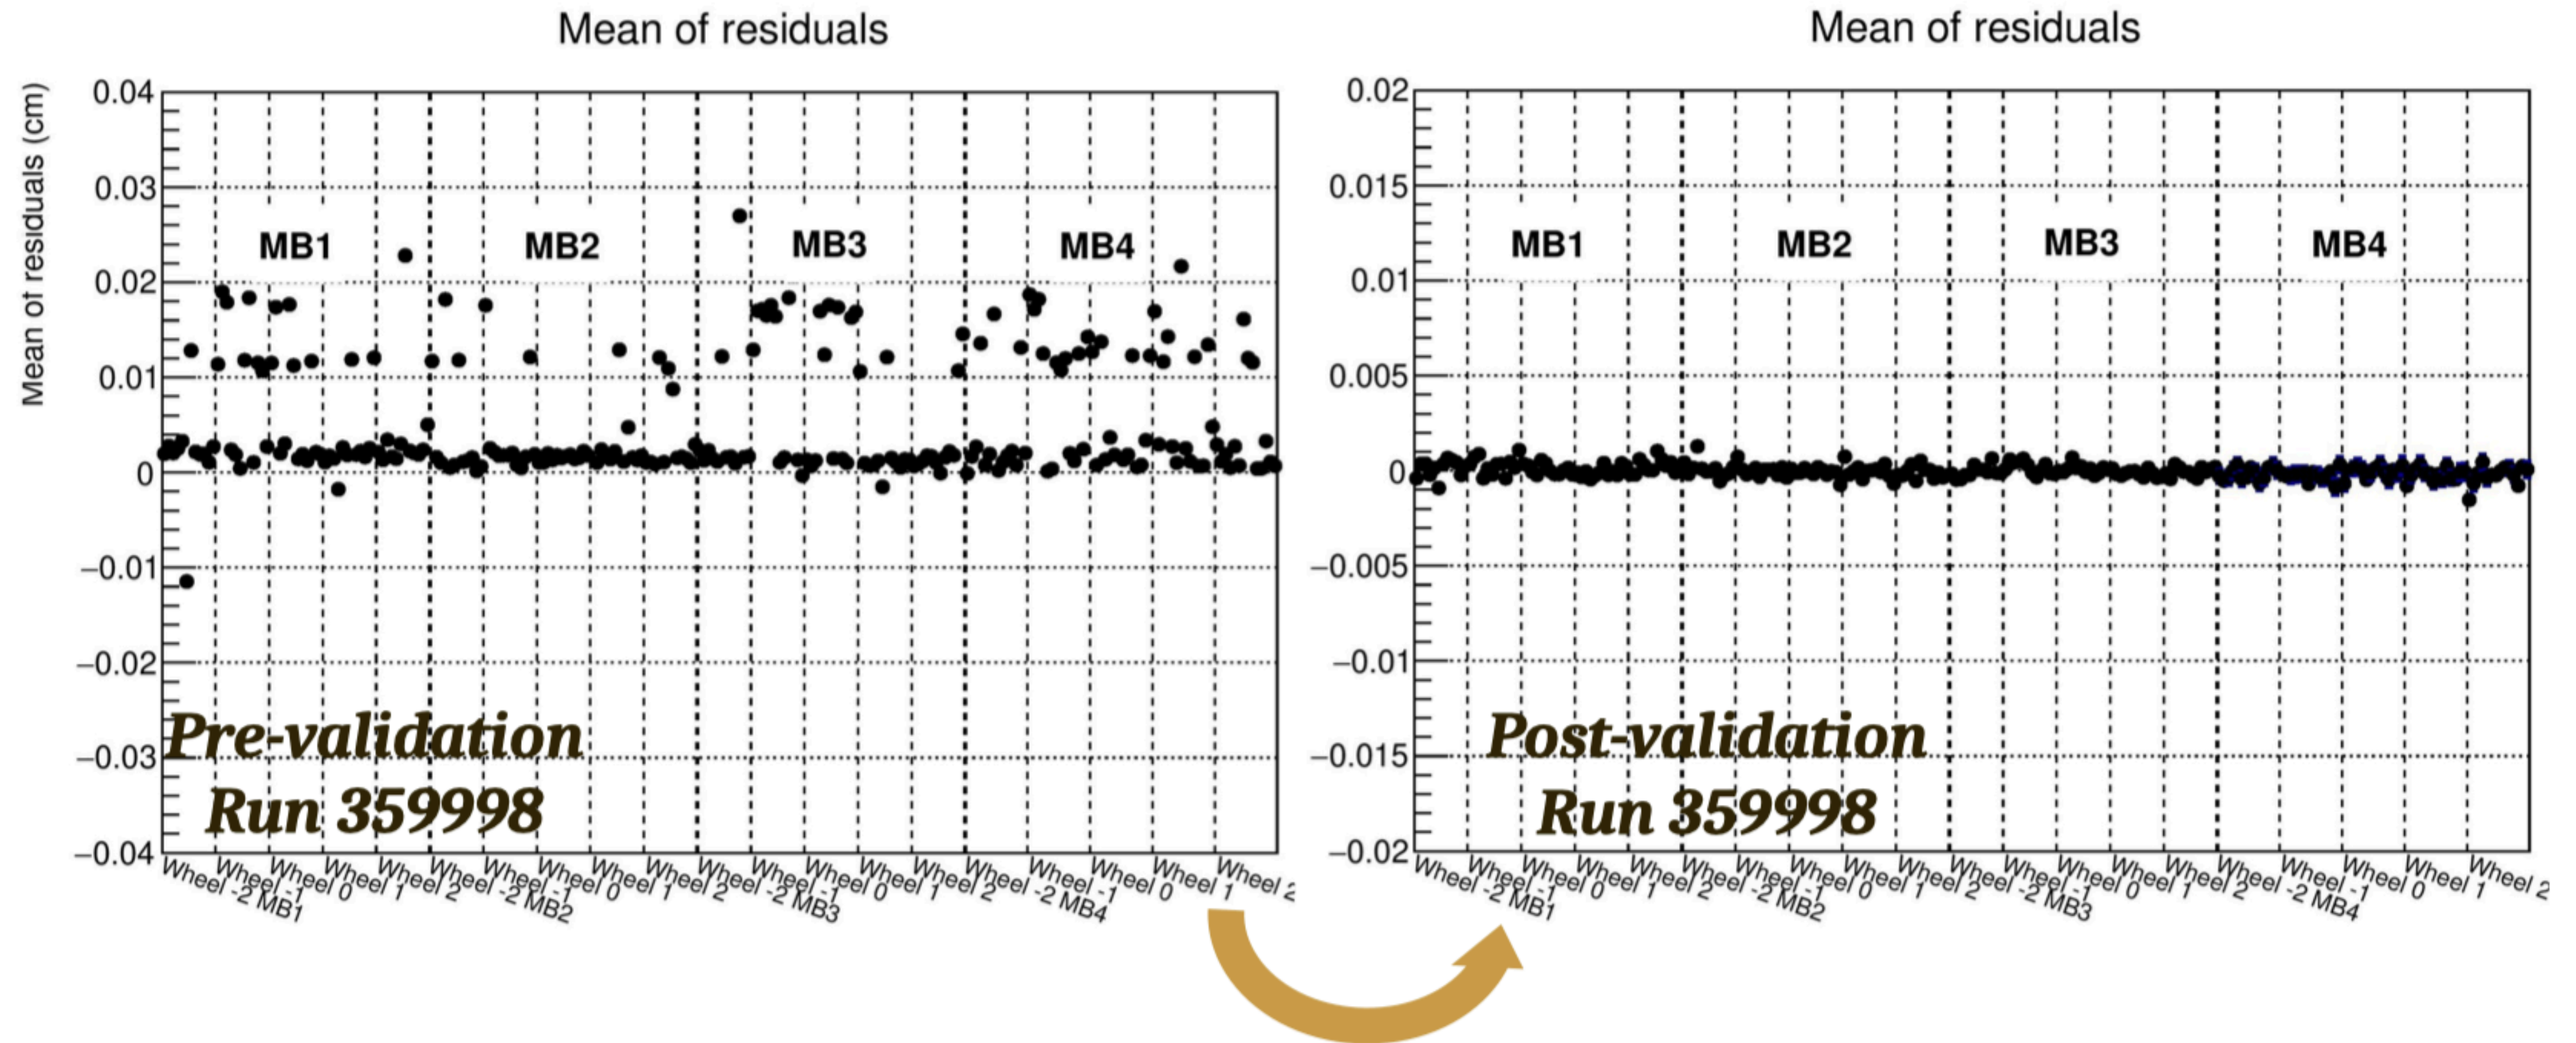 Mean of residuals
Mean of residuals (cm)
0.04
0.03
0.02
0.01
0
−0.01
−0.02
−0.03
−0.04
MB1 MB2 MB3 MB4
Pre-validation
Run 359998
Wheel -2 MB1
Wheel -1
Wheel 0
Wheel 1
Wheel 2
Wheel -2 MB2
Wheel -1
Wheel 0
Wheel 1
Wheel 2
Wheel -2 MB3
Wheel -1
Wheel 0
Wheel 1
Wheel 2
Wheel -2 MB4
Wheel -1
Wheel 0
Wheel 1
Wheel 2
Mean of residuals
0.02
0.015
0.01
0.005
0
−0.005
−0.01
−0.015
−0.02
MB1 MB2 MB3 MB4
Post-validation
Run 359998
Wheel -2 MB1
Wheel -1
Wheel 0
Wheel 1
Wheel 2
Wheel -2 MB2
Wheel -1
Wheel 0
Wheel 1
Wheel 2
Wheel -2 MB3
Wheel -1
Wheel 0
Wheel 1
Wheel 2
Wheel -2 MB4
Wheel -1
Wheel 0
Wheel 1
Wheel 2